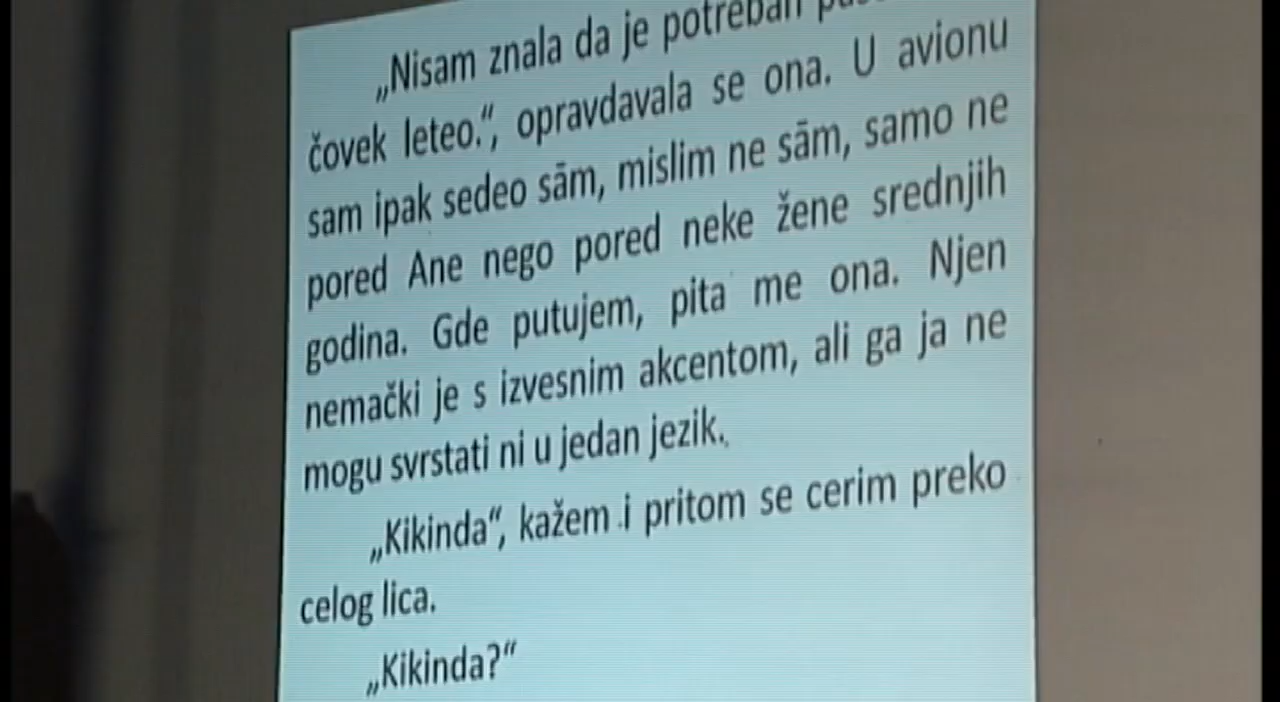 „Nisam znala da je potreban
čovek leteo.“, opravdavala se ona. U avionu
sam ipak sedeo sām, mislim ne sām, samo ne
pored Ane nego pored neke žene srednjih
godina. Gde putujem, pita me ona. Njen
nemački je s izvesnim akcentom, ali ga ja ne
mogu svrstati ni u jedan jezik.
„Kikinda“, kažem i pritom se cerim preko
celog lica.
„Kikinda?“